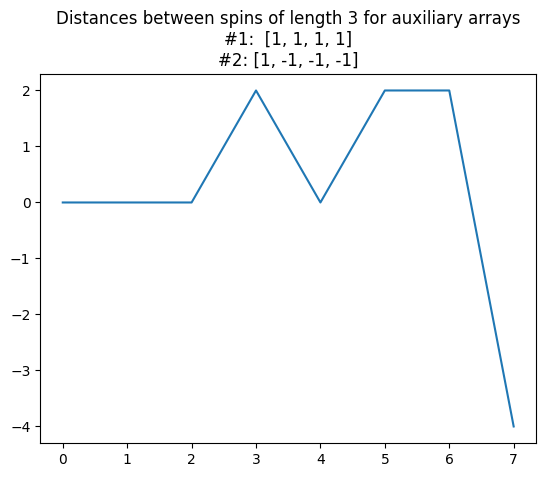 Distances between spins of length 3 for auxiliary arrays
#1:  [1, 1, 1, 1]
#2: [1, -1, -1, -1]
2
1
0
−1
−2
−3
−4
0 1 2 3 4 5 6 7